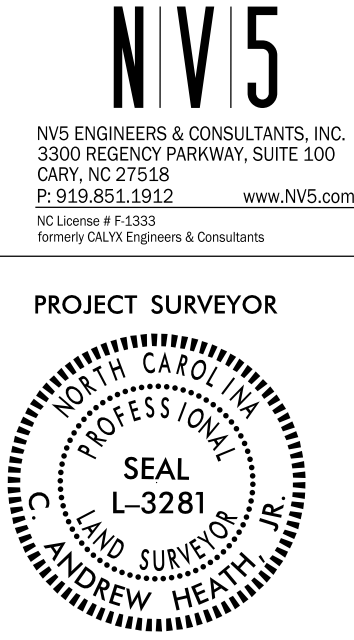 N|V|5
NV5 ENGINEERS & CONSULTANTS, INC.
3300 REGENCY PARKWAY, SUITE 100
CARY, NC 27518
P: 919.851.1912 www.NV5.com
NC License # F-1333
formerly CALYX Engineers & Consultants
PROJECT SURVEYOR
NORTH CAROLINA
PROFESSIONAL
SEAL
L-3281
LAND SURVEYOR
C. ANDREW HEATH, JR.